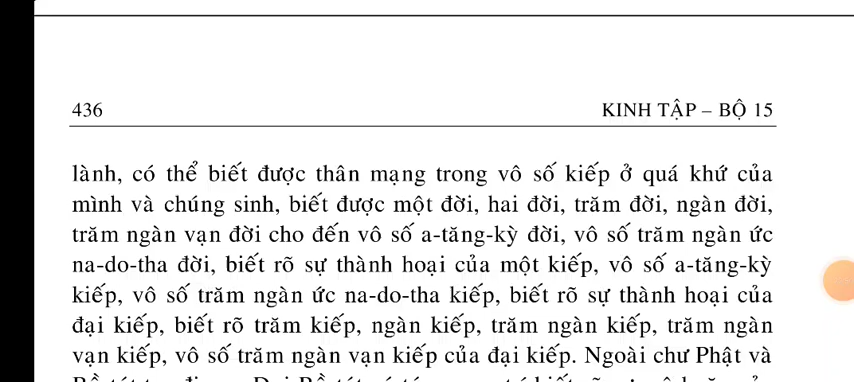 436
KINH TẬP – BỘ 15
lành, có thể biết được thân mạng trong vô số kiếp ở quá khứ của
mình và chúng sinh, biết được một đời, hai đời, trăm đời, ngàn đời,
trăm ngàn vạn đời cho đến vô số a-tăng-kỳ đời, vô số trăm ngàn ức
na-do-tha đời, biết rõ sự thành hoại của một kiếp, vô số a-tăng-kỳ
kiếp, vô số trăm ngàn ức na-do-tha kiếp, biết rõ sự thành hoại của
đại kiếp, biết rõ trăm kiếp, ngàn kiếp, trăm ngàn kiếp, trăm ngàn
vạn kiếp, vô số trăm ngàn vạn kiếp của đại kiếp. Ngoài chư Phật và